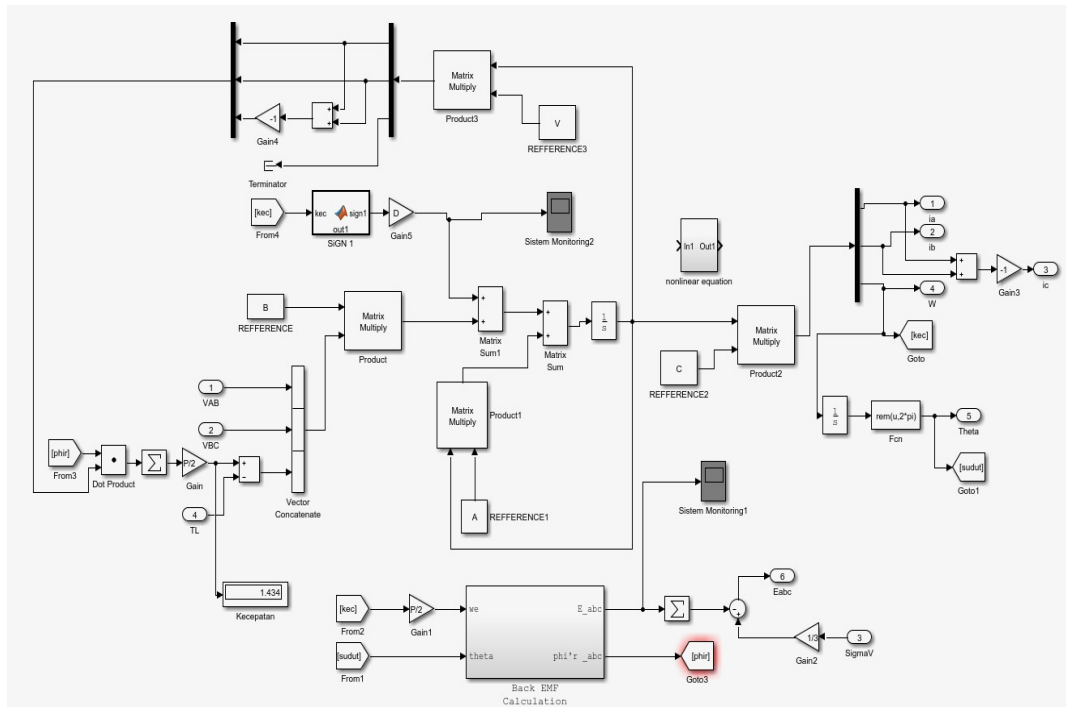 Matrix
Multiply
Product3
V
REFFERENCE3
-1
Gain4
+
+
Terminator
[kec]
From4
kec
sign1
out1
SiGN 1
D
Gain5
Sistem Monitoring2
In1 Out1
nonlinear equation
1
ia
2
ib
+
+
-1
Gain3
3
ic
4
W
[kec]
Goto
B
REFFERENCE
Matrix
Multiply
Product
+
+
Matrix
Sum1
+
+
Matrix
Sum
1
s
Matrix
Multiply
Product2
C
REFFERENCE2
Matrix
Multiply
Product1
A
REFFERENCE1
1
VAB
2
VBC
[phir]
From3
Dot Product
∑
P/2
Gain
+
−
4
TL
Vector
Concatenate
1.434
Kecepatan
1
s
rem(u,2*pi)
Fcn
5
Theta
[sudut]
Goto1
Sistem Monitoring1
[kec]
From2
P/2
Gain1
[sudut]
From1
we
theta
E_abc
phi'r _abc
Back EMF
Calculation
∑
−
+
6
Eabc
1/3
Gain2
3
SigmaV
[phir]
Goto3